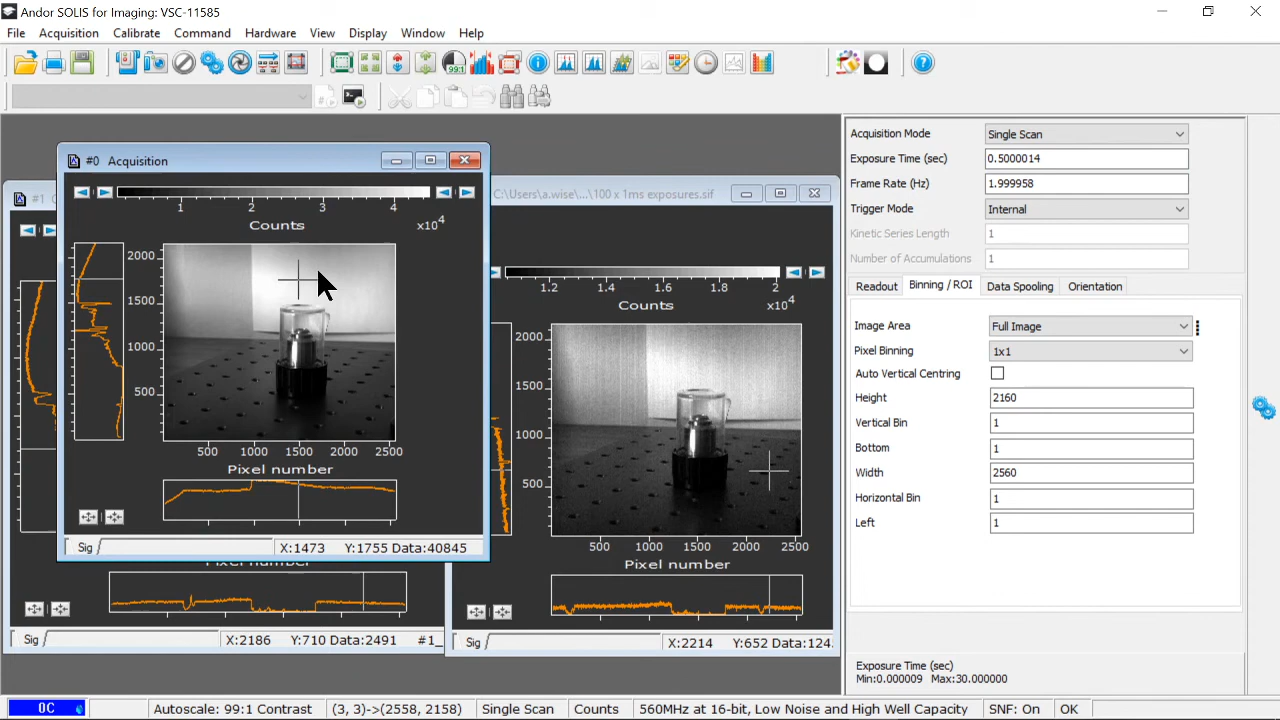 Andor SOLIS for Imaging: VSC-11585
File Acquisition Calibrate Command Hardware View Display Window Help
99:1
Acquisition Mode Single Scan
Exposure Time (sec) 0.5000014
Frame Rate (Hz) 1.999958
Trigger Mode Internal
Kinetic Series Length 1
Number of Accumulations 1
Readout Binning / ROI Data Spooling Orientation
Image Area Full Image
Pixel Binning 1x1
Auto Vertical Centring
Height 2160
Vertical Bin 1
Bottom 1
Width 2560
Horizontal Bin 1
Left 1
Exposure Time (sec)
Min:0.000009 Max:30.000000
#0 Acquisition
1 2 3 4
Counts x10^4
2000
1500
1000
500
500 1000 1500 2000 2500
Pixel number
Sig X:1473 Y:1755 Data:40845
#1
Sig X:2186 Y:710 Data:2491 #1_
C:\Users\a.wise\...\100 x 1ms exposures.sif
1.2 1.4 1.6 1.8 2
Counts x10^4
2000
1500
1000
500
500 1000 1500 2000 2500
Pixel number
Sig X:2214 Y:652 Data:124
0C Autoscale: 99:1 Contrast (3, 3)->(2558, 2158) Single Scan Counts 560MHz at 16-bit, Low Noise and High Well Capacity SNF: On OK